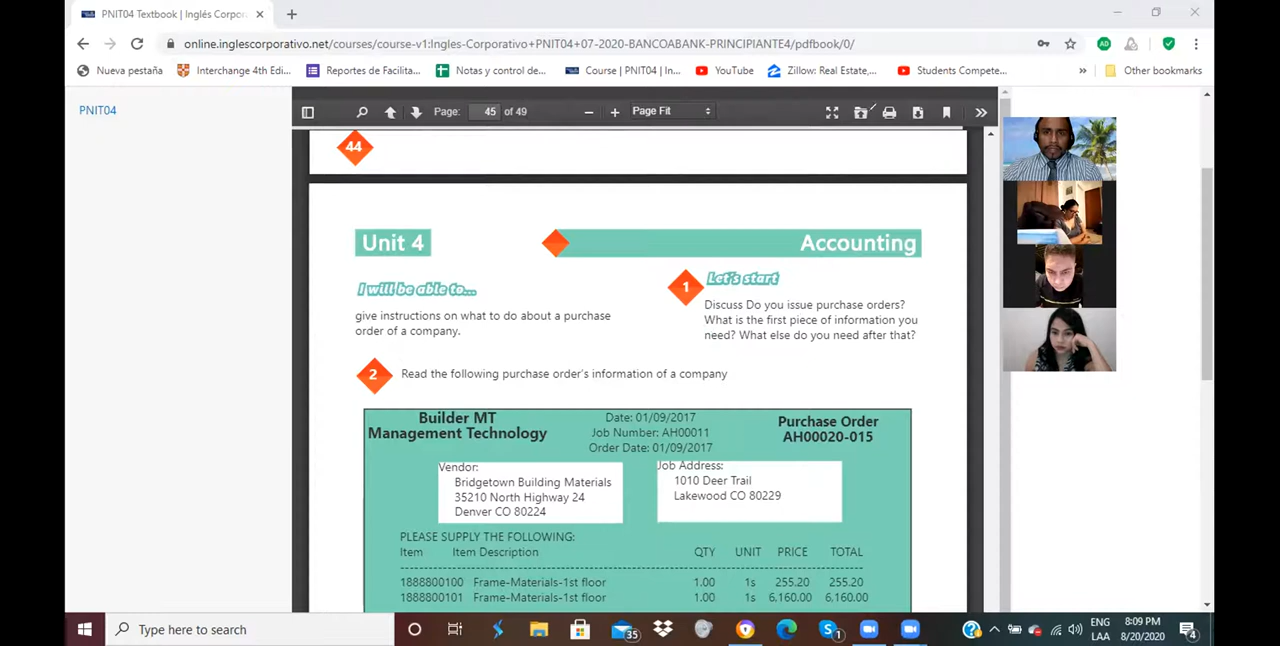 PNIT04 Textbook | Inglés Corpor
online.inglescorporativo.net/courses/course-v1:Ingles-Corporativo+PNIT04+07-2020-BANCOABANK-PRINCIPIANTE4/pdfbook/0/
Nueva pestaña
Interchange 4th Edi...
Reportes de Facilita...
Notas y control de...
Course | PNIT04 | In...
YouTube
Zillow: Real Estate,...
Students Compete...
»
Other bookmarks
PNIT04
Page: 45 of 49
Page Fit
44
Unit 4
Accounting
I will be able to...
give instructions on what to do about a purchase
order of a company.
1
Let's start
Discuss Do you issue purchase orders?
What is the first piece of information you
need? What else do you need after that?
2 Read the following purchase order's information of a company
Builder MT
Management Technology
Date: 01/09/2017
Job Number: AH00011
Order Date: 01/09/2017
Purchase Order
AH00020-015
Vendor:
Bridgetown Building Materials
35210 North Highway 24
Denver CO 80224
Job Address:
1010 Deer Trail
Lakewood CO 80229
PLEASE SUPPLY THE FOLLOWING:
Item Item Description QTY UNIT PRICE TOTAL
1888800100 Frame-Materials-1st floor 1.00 1s 255.20 255.20
1888800101 Frame-Materials-1st floor 1.00 1s 6,160.00 6,160.00
Type here to search
35
1
ENG
LAA
8:09 PM
8/20/2020
4